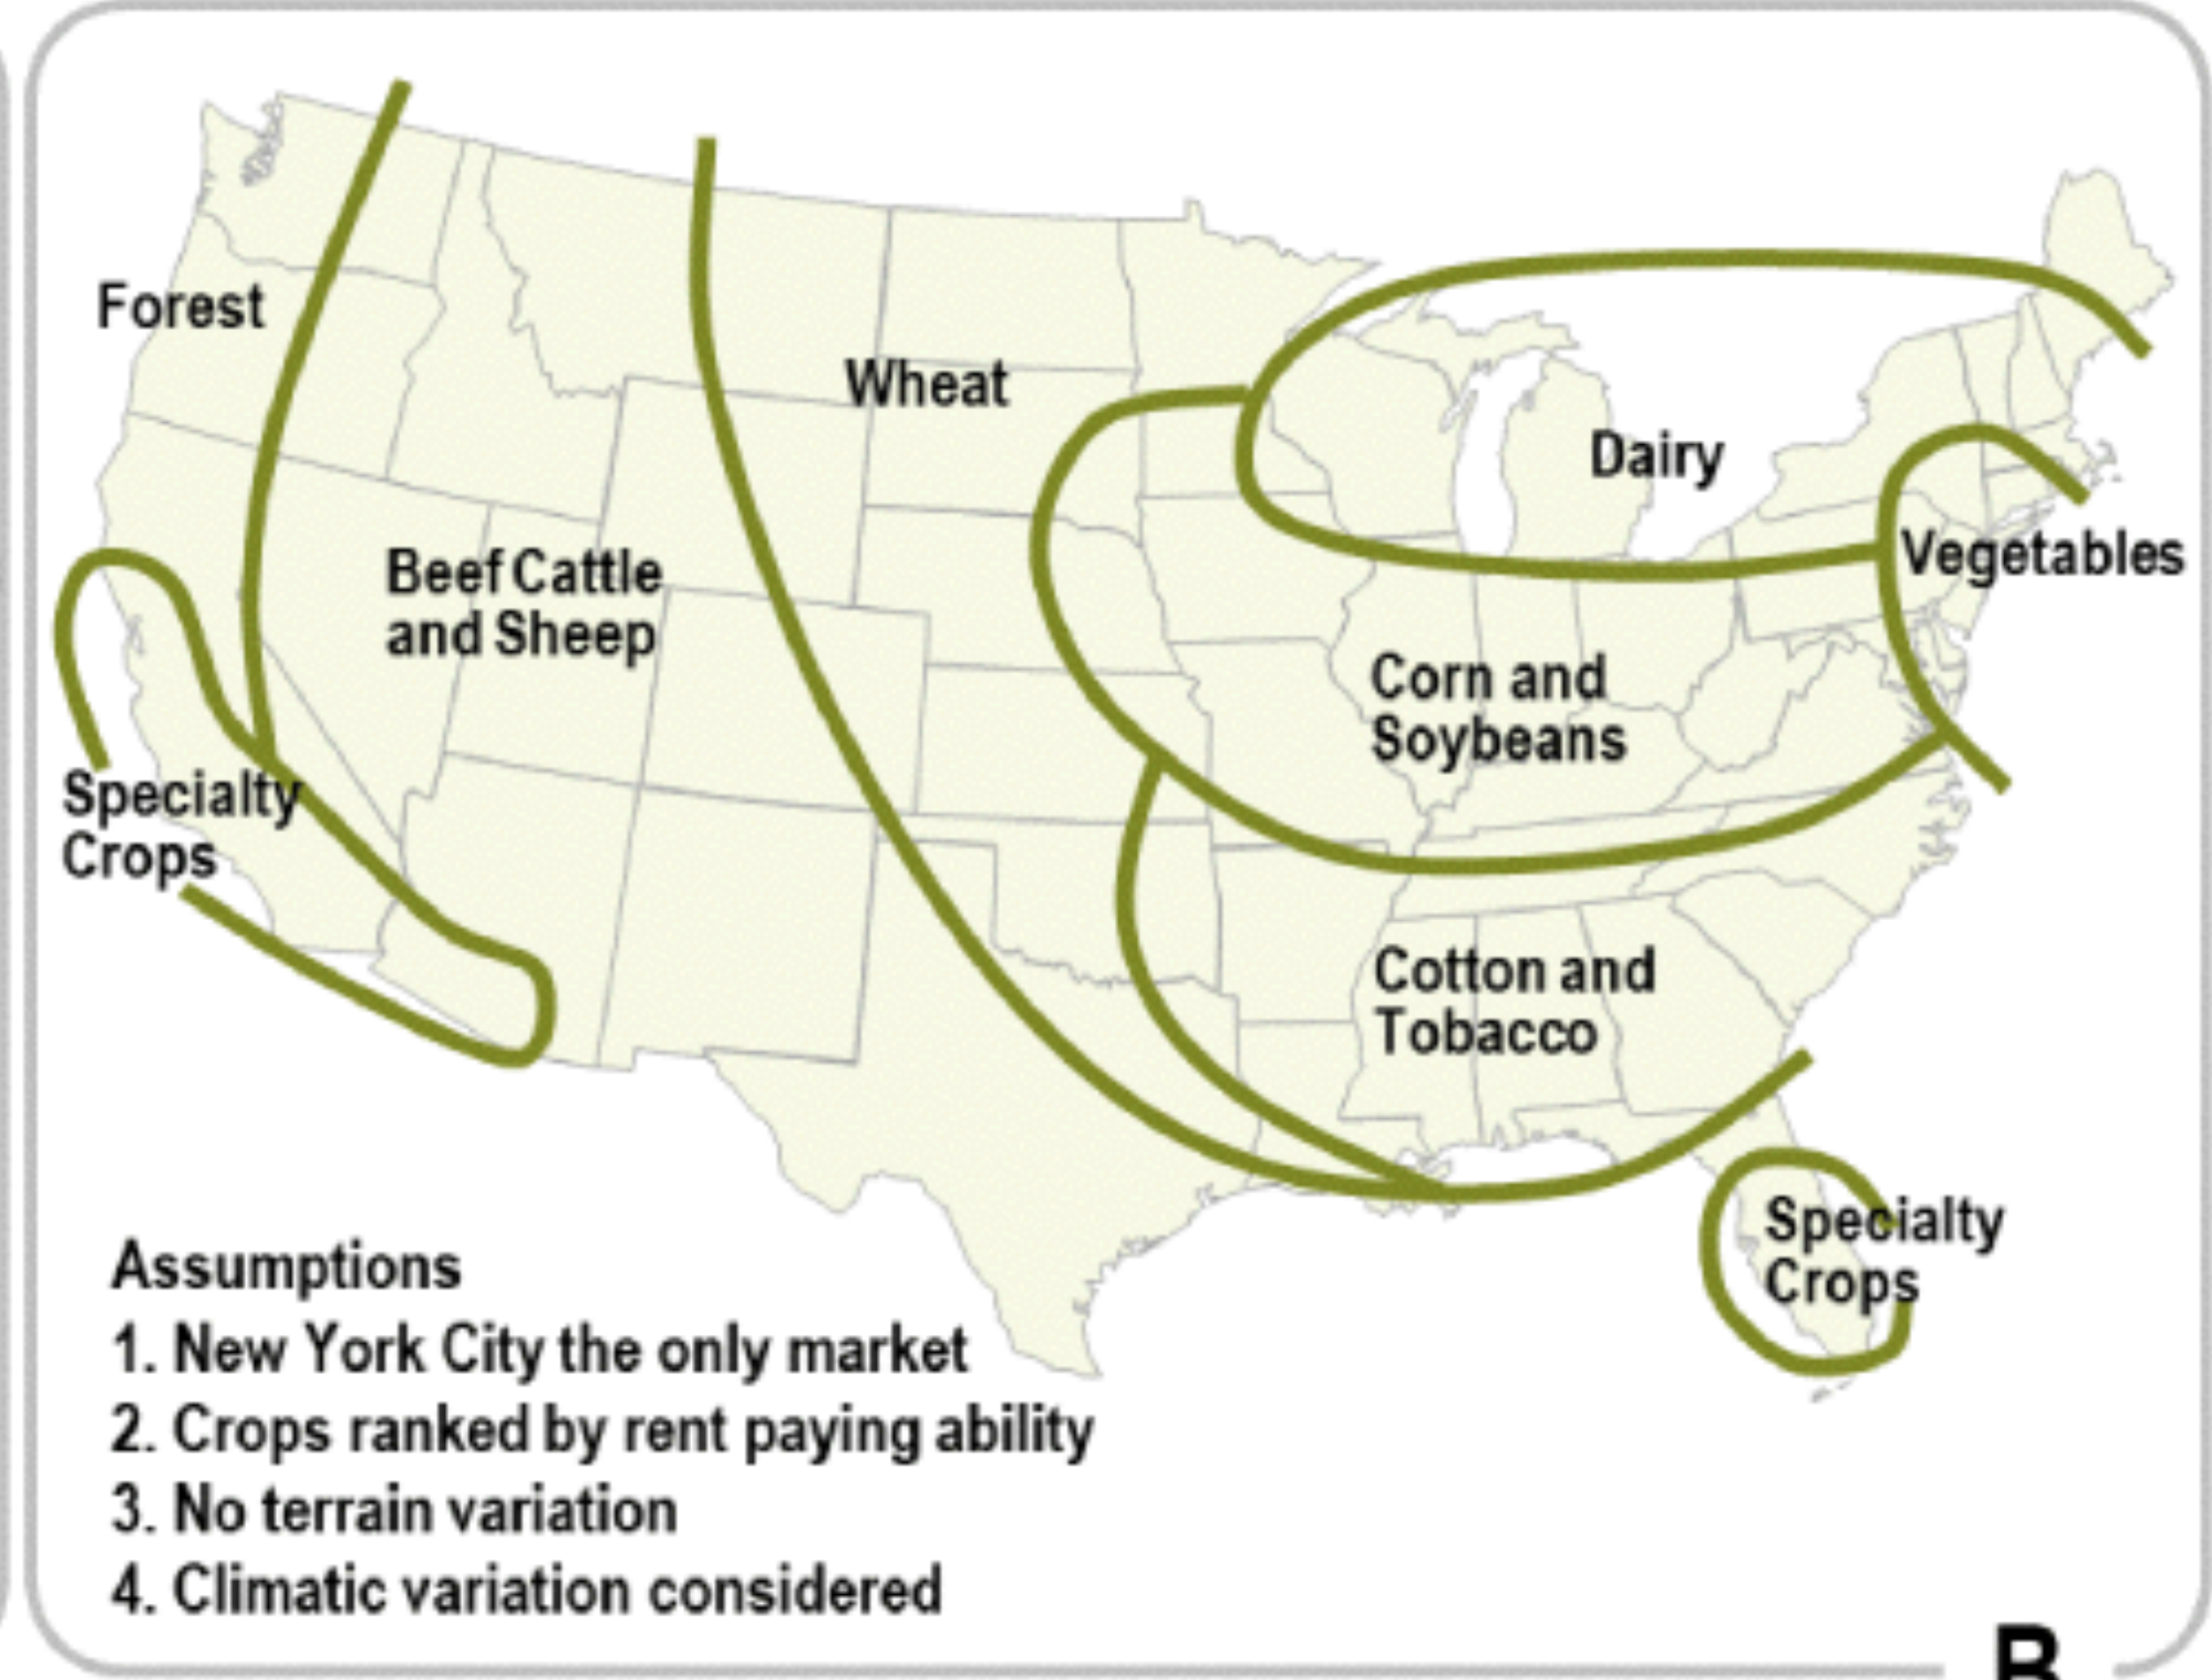 Forest
Wheat
Dairy
Vegetables
Beef Cattle
and Sheep
Corn and
Soybeans
Specialty
Crops
Cotton and
Tobacco
Specialty
Crops
Assumptions
1. New York City the only market
2. Crops ranked by rent paying ability
3. No terrain variation
4. Climatic variation considered
B